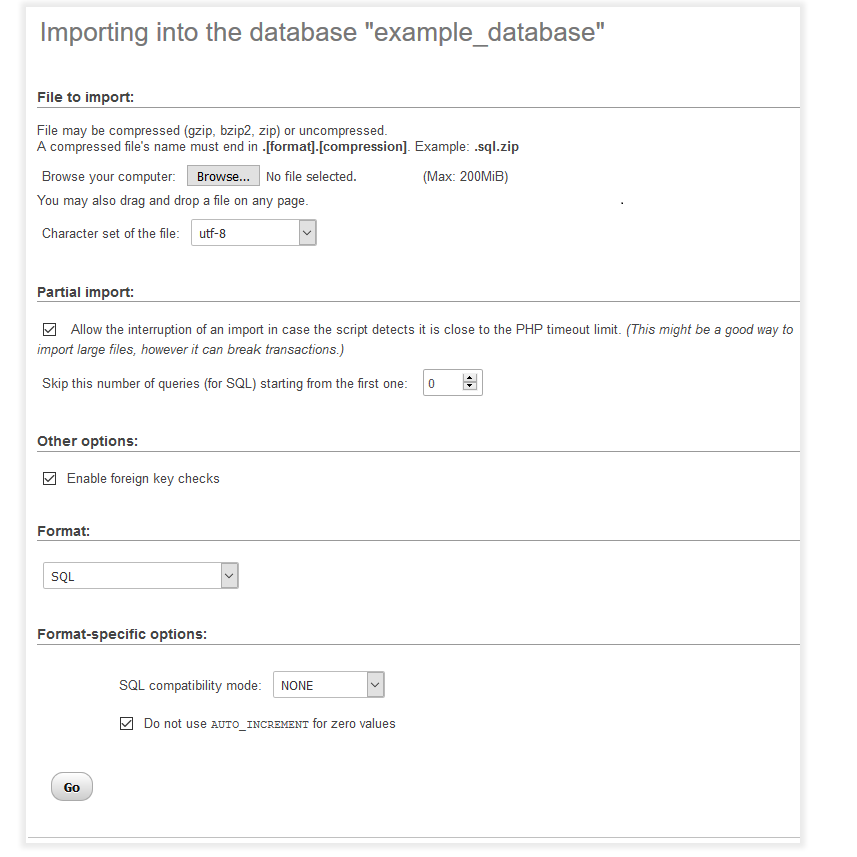 Importing into the database "example_database"
File to import:
File may be compressed (gzip, bzip2, zip) or uncompressed.
A compressed file's name must end in .[format].[compression]. Example: .sql.zip
Browse your computer: Browse... No file selected. (Max: 200MiB)
You may also drag and drop a file on any page. .
Character set of the file: utf-8
Partial import:
Allow the interruption of an import in case the script detects it is close to the PHP timeout limit. (This might be a good way to
import large files, however it can break transactions.)
Skip this number of queries (for SQL) starting from the first one: 0
Other options:
Enable foreign key checks
Format:
SQL
Format-specific options:
SQL compatibility mode: NONE
Do not use AUTO_INCREMENT for zero values
Go